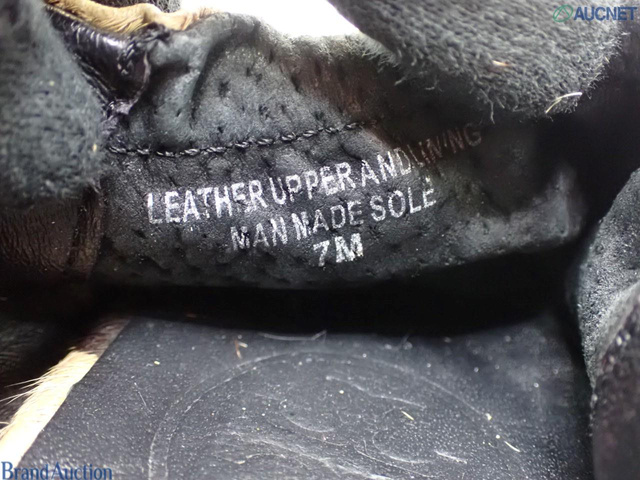 AUCNET
LEATHER UPPER AND LINING
MAN MADE SOLE
7M
Brand Auction